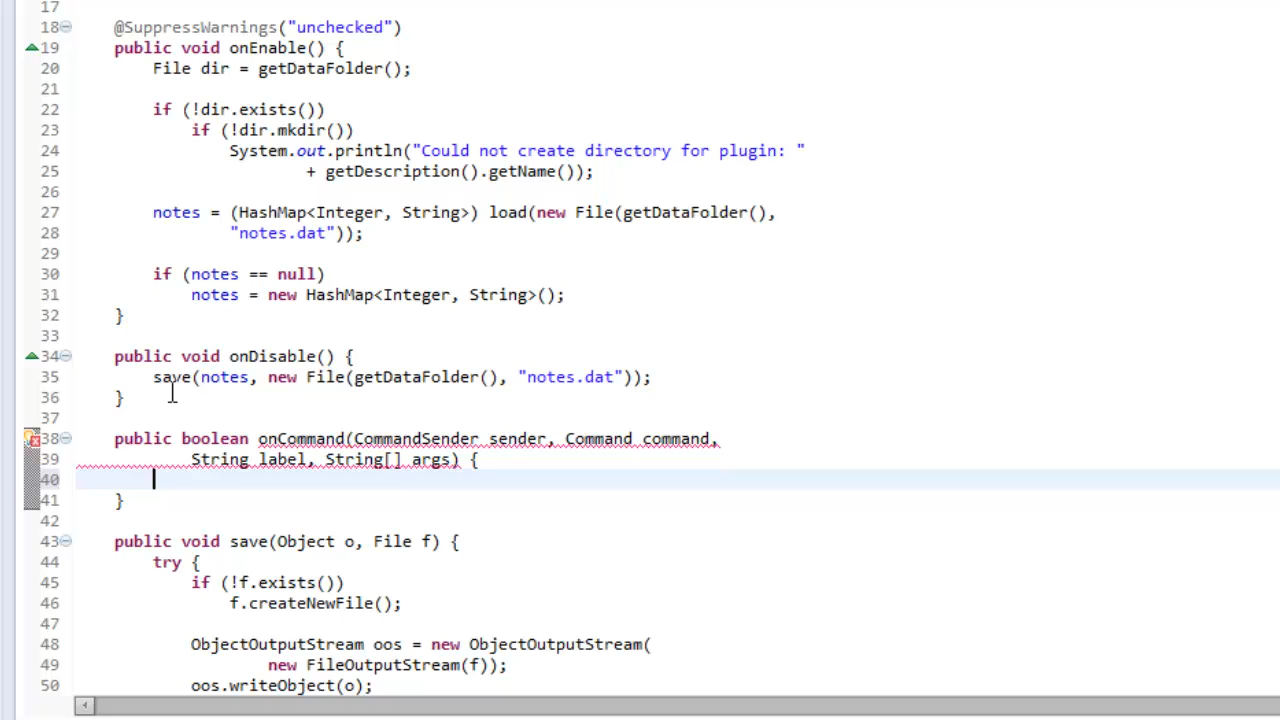 17
18 @SuppressWarnings("unchecked")
19 public void onEnable() {
20 File dir = getDataFolder();
21
22 if (!dir.exists())
23 if (!dir.mkdir())
24 System.out.println("Could not create directory for plugin: "
25 + getDescription().getName());
26
27 notes = (HashMap<Integer, String>) load(new File(getDataFolder(),
28 "notes.dat"));
29
30 if (notes == null)
31 notes = new HashMap<Integer, String>();
32 }
33
34 public void onDisable() {
35 save(notes, new File(getDataFolder(), "notes.dat"));
36 }
37
38 public boolean onCommand(CommandSender sender, Command command,
39 String label, String[] args) {
40
41 }
42
43 public void save(Object o, File f) {
44 try {
45 if (!f.exists())
46 f.createNewFile();
47
48 ObjectOutputStream oos = new ObjectOutputStream(
49 new FileOutputStream(f));
50 oos.writeObject(o);